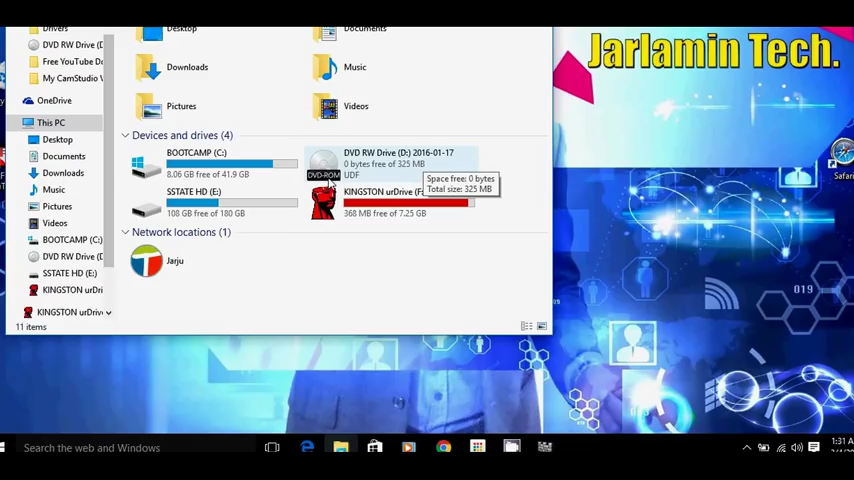 Jarlamin Tech.
Drivers
DVD RW Drive (D:
Free YouTube D
My CamStudio V
OneDrive
This PC
Desktop
Documents
Downloads
Music
Pictures
Videos
BOOTCAMP (C:)
DVD RW Drive (D:
SSTATE HD (E:)
KINGSTON urDri
KINGSTON urDriv
11 items
Desktop
Documents
Downloads
Music
Pictures
Videos
Devices and drives (4)
BOOTCAMP (C:)
8.06 GB free of 41.9 GB
DVD RW Drive (D:) 2016-01-17
0 bytes free of 325 MB
UDF
DVD-ROM
Space free: 0 bytes
Total size: 325 MB
SSTATE HD (E:)
108 GB free of 180 GB
KINGSTON urDrive (F:
368 MB free of 7.25 GB
Network locations (1)
Jarju
Safari
019
Search the web and Windows
1:31 A